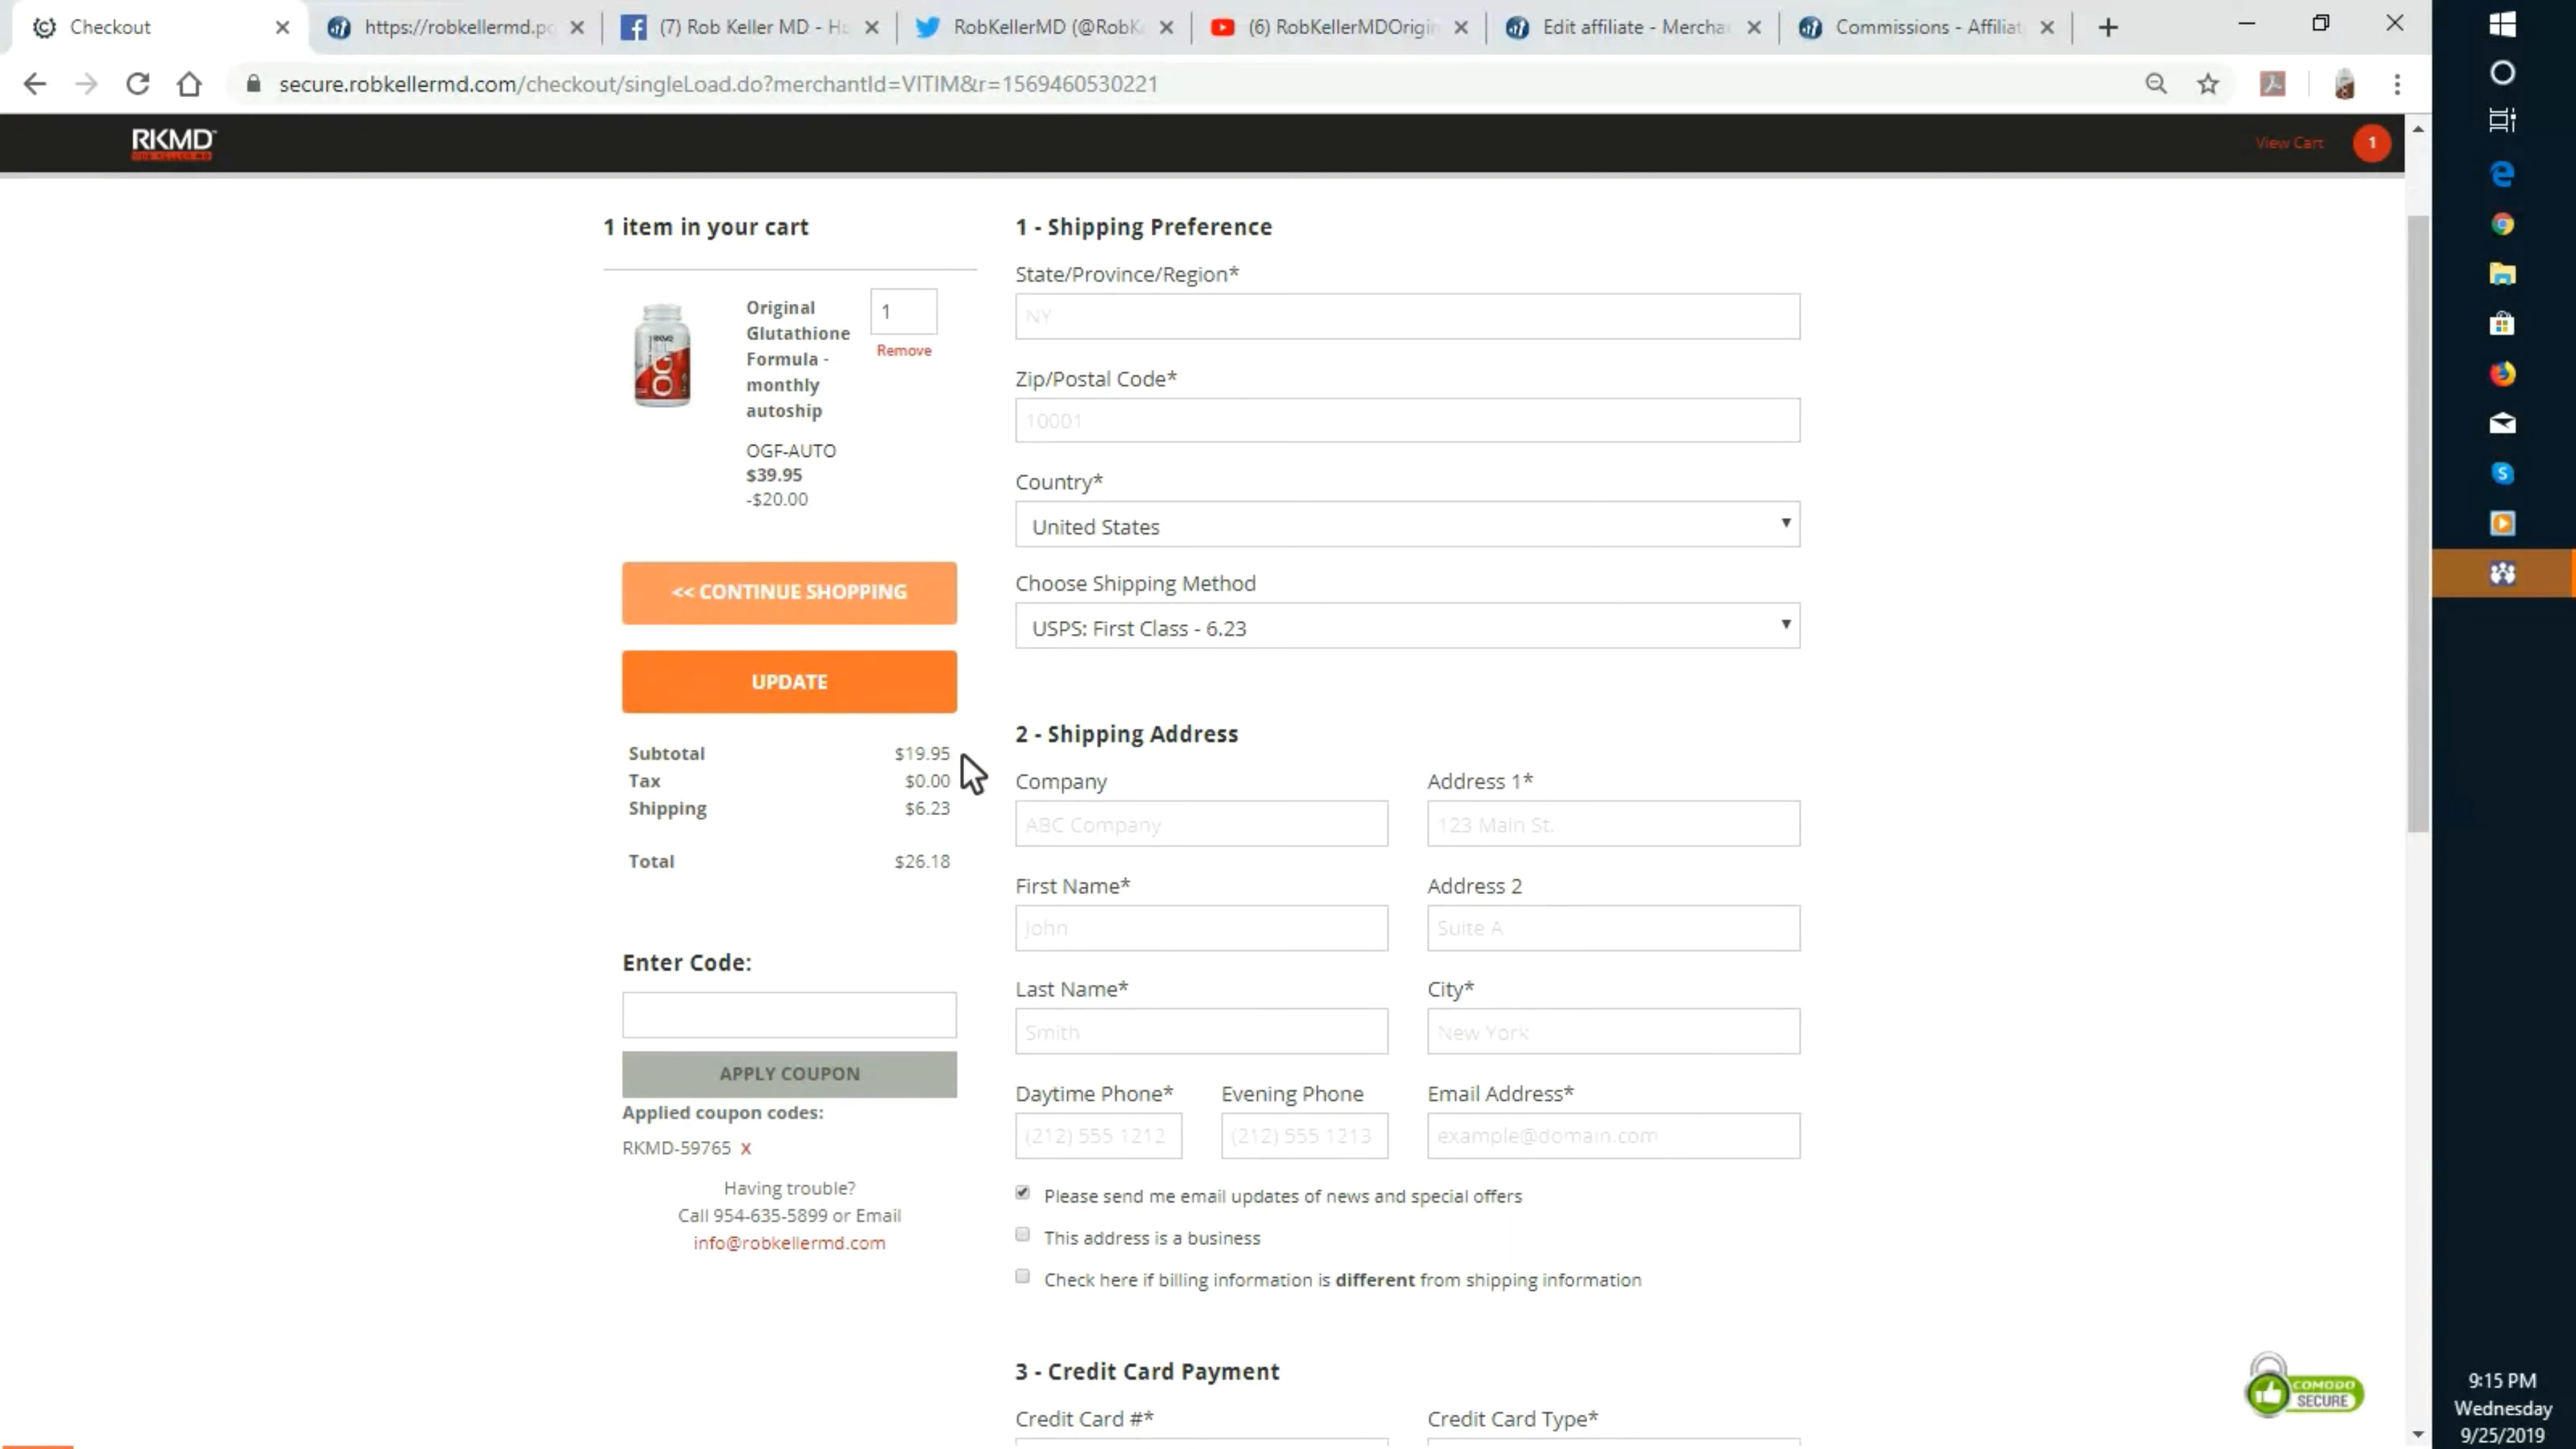 Checkout
https://robkellermd.po
(7) Rob Keller MD - Ho
RobKellerMD (@RobK
(6) RobKellerMDOrigin
Edit affiliate - Mercha
Commissions - Affiliat
secure.robkellermd.com/checkout/singleLoad.do?merchantId=VITIM&r=1569460530221
RKMD
ROB KELLER MD
View Cart 1
1 item in your cart
Original
Glutathione
Formula -
monthly
autoship
1
Remove
OGF-AUTO
$39.95
-$20.00
<< CONTINUE SHOPPING
UPDATE
Subtotal $19.95
Tax $0.00
Shipping $6.23
Total $26.18
Enter Code:
APPLY COUPON
Applied coupon codes:
RKMD-59765 x
Having trouble?
Call 954-635-5899 or Email
info@robkellermd.com
1 - Shipping Preference
State/Province/Region*
NY
Zip/Postal Code*
10001
Country*
United States
Choose Shipping Method
USPS: First Class - 6.23
2 - Shipping Address
Company
ABC Company
Address 1*
123 Main St.
First Name*
John
Address 2
Suite A
Last Name*
Smith
City*
New York
Daytime Phone*
(212) 555 1212
Evening Phone
(212) 555 1213
Email Address*
example@domain.com
Please send me email updates of news and special offers
This address is a business
Check here if billing information is different from shipping information
3 - Credit Card Payment
Credit Card #*
Credit Card Type*
COMODO
SECURE
9:15 PM
Wednesday
9/25/2019